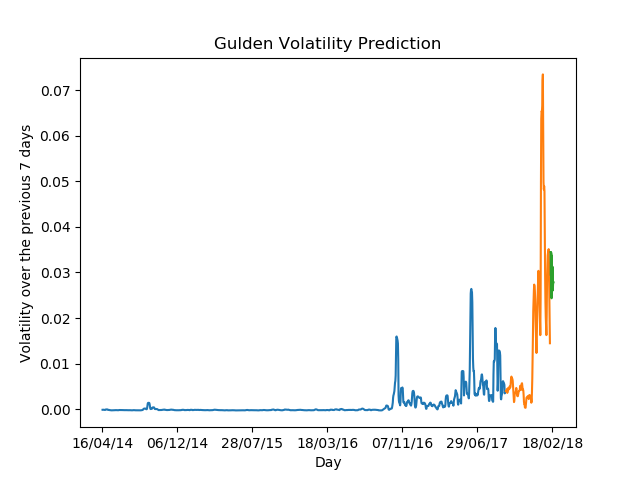 Gulden Volatility Prediction
Volatility over the previous 7 days
0.07
0.06
0.05
0.04
0.03
0.02
0.01
0.00
16/04/14 06/12/14 28/07/15 18/03/16 07/11/16 29/06/17 18/02/18
Day